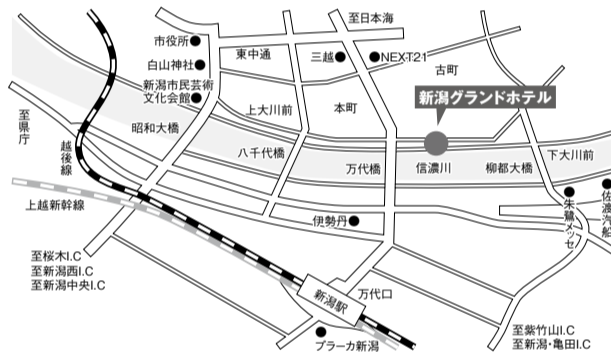 至日本海
市役所
東中通
三越
NEXT21
白山神社
古町
新潟市民芸術
文化会館
新潟グランドホテル
上大川前
本町
至県庁
昭和大橋
越後線
八千代橋
万代橋
信濃川
柳都大橋
下大川前
上越新幹線
伊勢丹
朱鷺メッセ
佐渡汽船
至桜木I.C
至新潟西I.C
至新潟中央I.C
新潟駅
万代口
プラーカ新潟
至紫竹山I.C
至新潟・亀田I.C